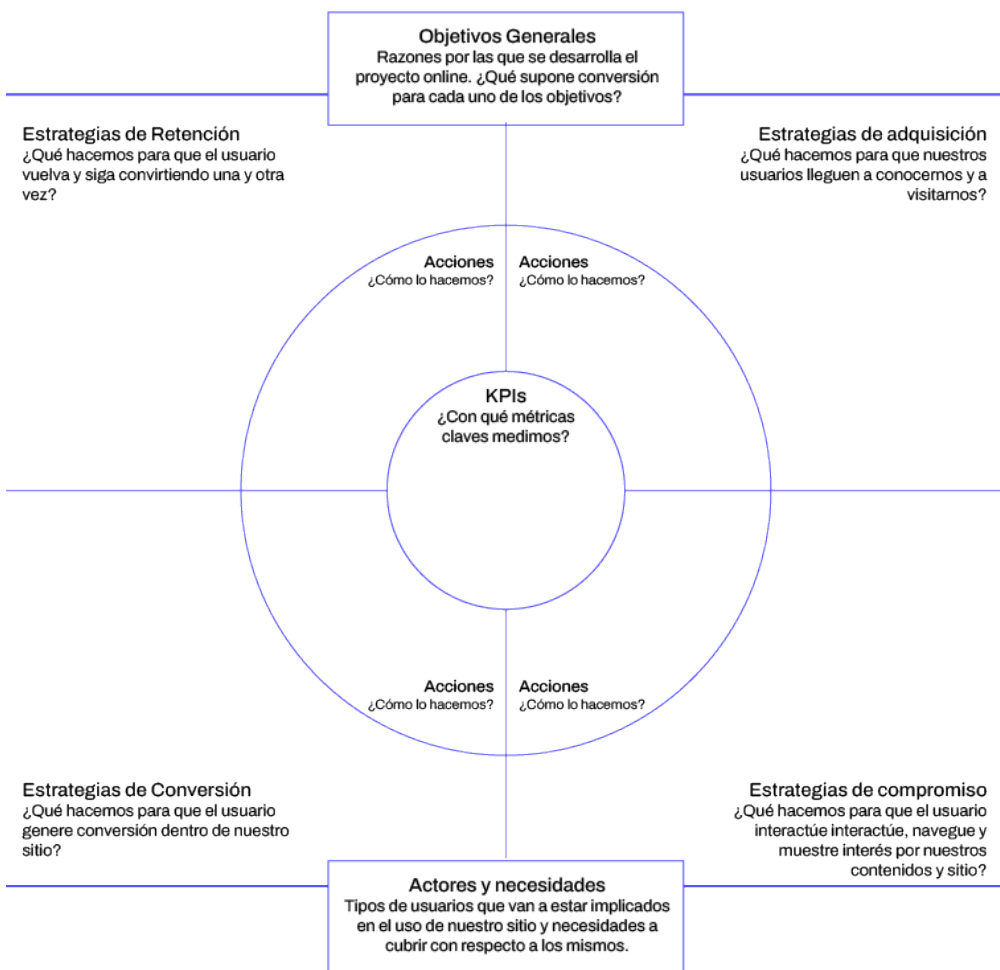 Objetivos Generales
Razones por las que se desarrolla el
proyecto online. ¿Qué supone conversión
para cada uno de los objetivos?
Estrategias de Retención
¿Qué hacemos para que el usuario
vuelva y siga convirtiendo una y otra
vez?
Estrategias de adquisición
¿Qué hacemos para que nuestros
usuarios lleguen a conocernos y a
visitarnos?
Acciones
¿Cómo lo hacemos?
Acciones
¿Cómo lo hacemos?
KPIs
¿Con qué métricas
claves medimos?
Acciones
¿Cómo lo hacemos?
Acciones
¿Cómo lo hacemos?
Estrategias de Conversión
¿Qué hacemos para que el usuario
genere conversión dentro de nuestro
sitio?
Estrategias de compromiso
¿Qué hacemos para que el usuario
interactúe interactúe, navegue y
muestre interés por nuestros
contenidos y sitio?
Actores y necesidades
Tipos de usuarios que van a estar implicados
en el uso de nuestro sitio y necesidades a
cubrir con respecto a los mismos.